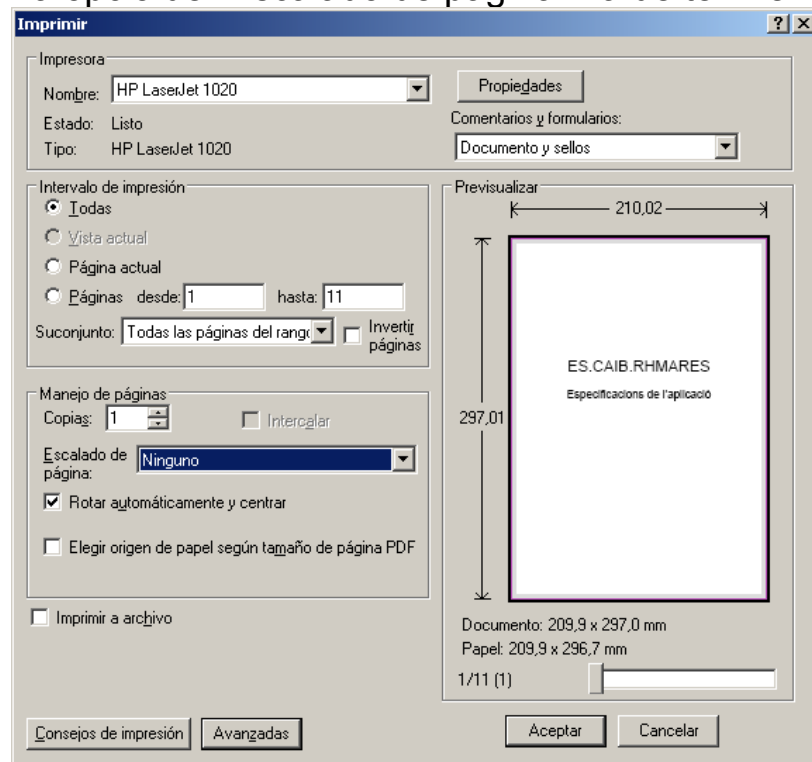 Imprimir
Impresora
Nombre: HP LaserJet 1020
Propiedades
Estado: Listo
Comentarios y formularios:
Tipo: HP LaserJet 1020
Documento y sellos
Intervalo de impresión
Todas
Vista actual
Página actual
Páginas desde: 1 hasta: 11
Suconjunto: Todas las páginas del rang
Invertir
páginas
Manejo de páginas
Copias: 1
Intercalar
Escalado de
página:
Ninguno
Rotar automáticamente y centrar
Elegir origen de papel según tamaño de página PDF
Imprimir a archivo
Previsualizar
210,02
297,01
ES.CAIB.RHMARES
Especificacions de l'aplicació
Documento: 209,9 x 297,0 mm
Papel: 209,9 x 296,7 mm
1/11 (1)
Consejos de impresión
Avanzadas
Aceptar
Cancelar